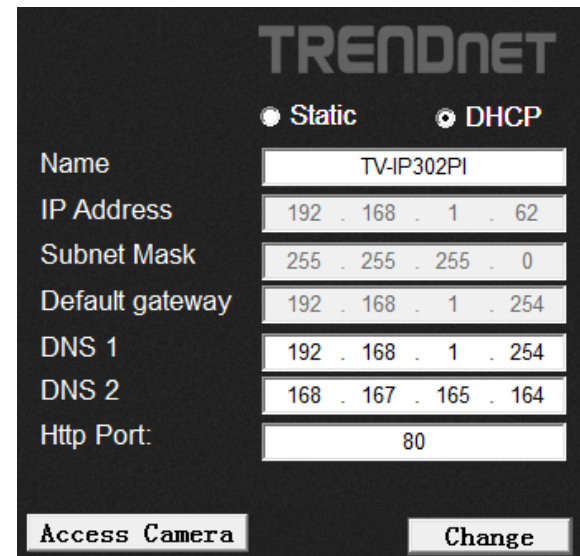 TRENDNET
Static DHCP
Name TV-IP302PI
IP Address 192 . 168 . 1 . 62
Subnet Mask 255 . 255 . 255 . 0
Default gateway 192 . 168 . 1 . 254
DNS 1 192 . 168 . 1 . 254
DNS 2 168 . 167 . 165 . 164
Http Port: 80
Access Camera Change